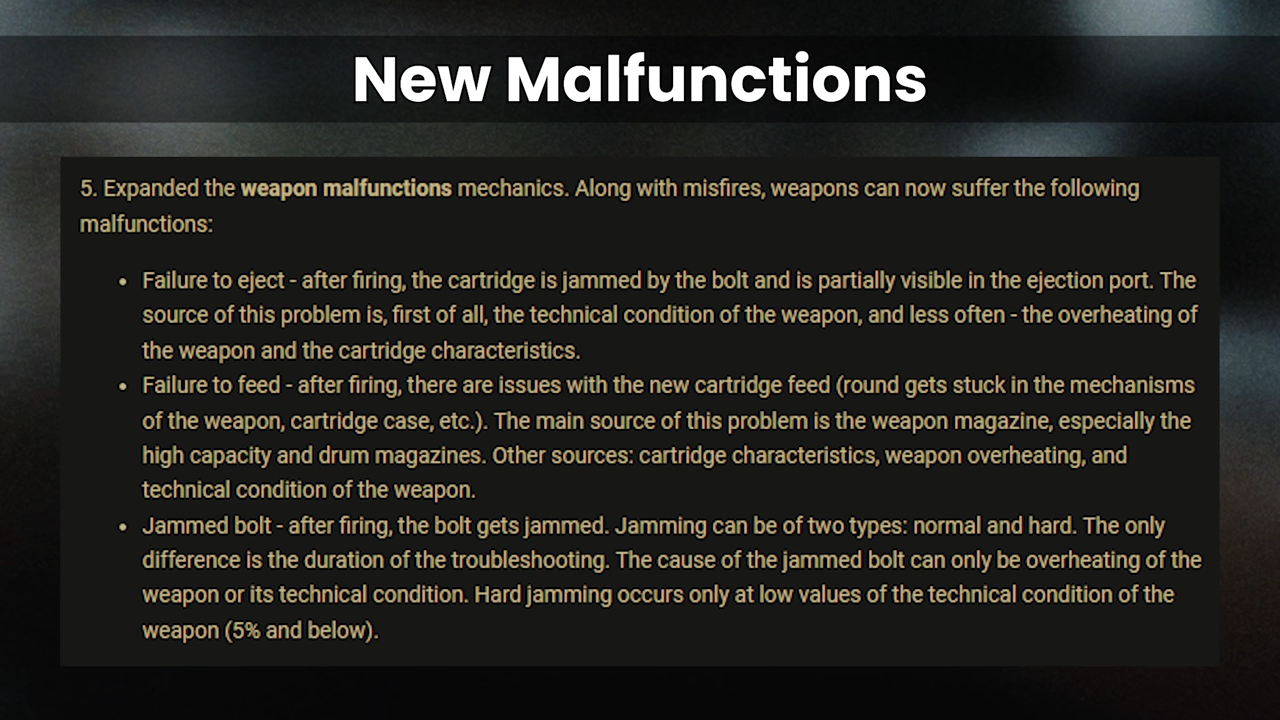 New Malfunctions
5. Expanded the weapon malfunctions mechanics. Along with misfires, weapons can now suffer the following
malfunctions:
• Failure to eject - after firing, the cartridge is jammed by the bolt and is partially visible in the ejection port. The
source of this problem is, first of all, the technical condition of the weapon, and less often - the overheating of
the weapon and the cartridge characteristics.
• Failure to feed - after firing, there are issues with the new cartridge feed (round gets stuck in the mechanisms
of the weapon, cartridge case, etc.). The main source of this problem is the weapon magazine, especially the
high capacity and drum magazines. Other sources: cartridge characteristics, weapon overheating, and
technical condition of the weapon.
• Jammed bolt - after firing, the bolt gets jammed. Jamming can be of two types: normal and hard. The only
difference is the duration of the troubleshooting. The cause of the jammed bolt can only be overheating of the
weapon or its technical condition. Hard jamming occurs only at low values of the technical condition of the
weapon (5% and below).